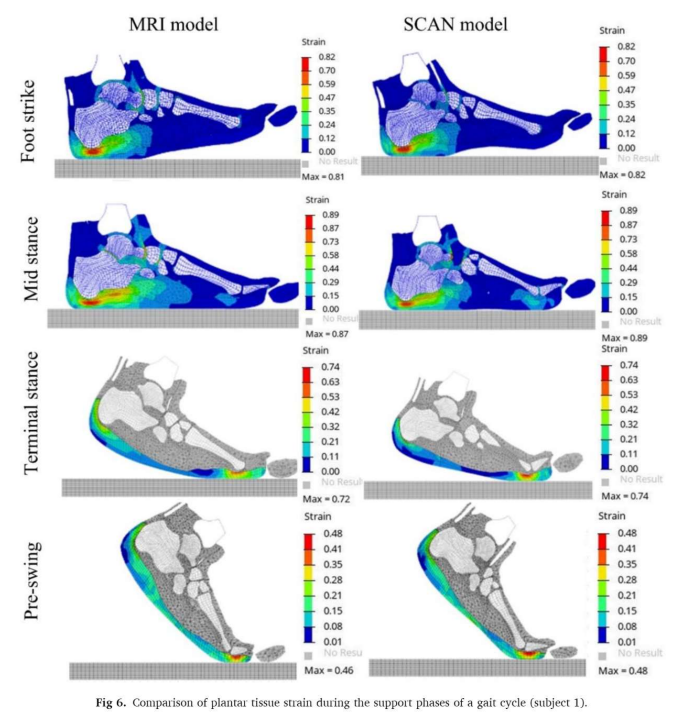 MRI model
SCAN model
Foot strike
Strain
0.82
0.70
0.59
0.47
0.35
0.24
0.12
0.00
No Result
Max = 0.81
Strain
0.82
0.70
0.59
0.47
0.35
0.24
0.12
0.00
No Result
Max = 0.82
Mid stance
Strain
0.89
0.87
0.73
0.58
0.44
0.29
0.15
0.00
No Resul
Max = 0.87
Strain
0.89
0.87
0.73
0.58
0.44
0.29
0.15
0.00
No Result
Max = 0.89
Terminal stance
Strain
0.74
0.63
0.53
0.42
0.32
0.21
0.11
0.00
No Result
Max = 0.72
Strain
0.74
0.63
0.53
0.42
0.32
0.21
0.11
0.00
No Result
Max = 0.74
Pre-swing
Strain
0.48
0.41
0.35
0.28
0.21
0.15
0.08
0.01
No Resu
Max = 0.46
Strain
0.48
0.41
0.35
0.28
0.21
0.15
0.08
0.01
No Result
Max = 0.48
Fig 6. Comparison of plantar tissue strain during the support phases of a gait cycle (subject 1).